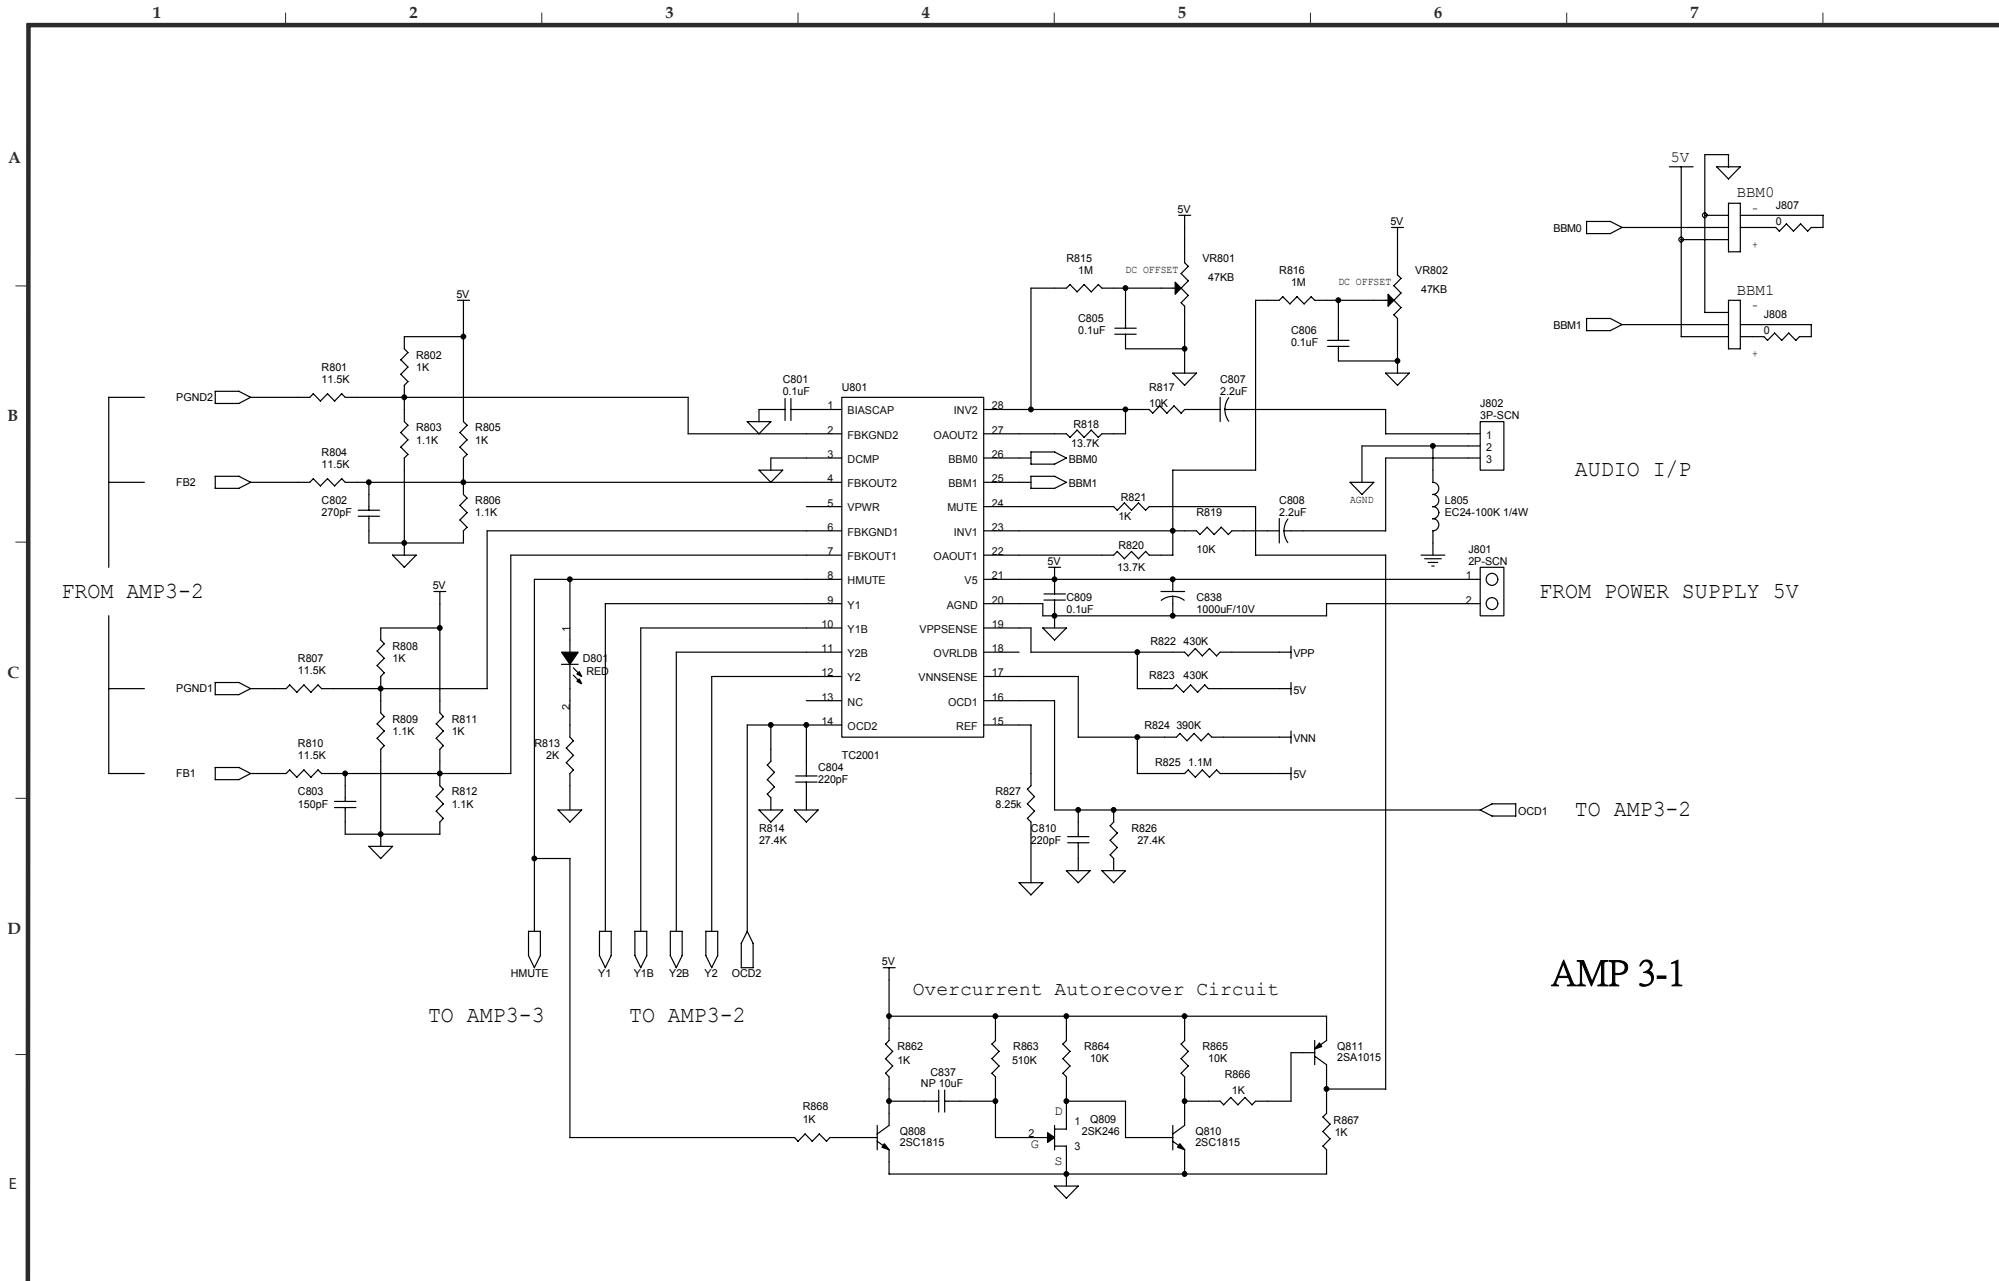 1 2 3 4 5 6 7
A
B
C
D
E
5V
BBM0
-
J807
0
+
BBM0
BBM1
-
J808
0
+
BBM1
5V
R815
1M
DC OFFSET
VR801
47KB
C805
0.1uF
5V
R816
1M
DC OFFSET
VR802
47KB
C806
0.1uF
5V
R802
1K
R801
11.5K
PGND2
R803
1.1K
R805
1K
R804
11.5K
FB2
C802
270pF
R806
1.1K
FROM AMP3-2
5V
R808
1K
R807
11.5K
PGND1
R809
1.1K
R811
1K
R810
11.5K
FB1
C803
150pF
R812
1.1K
C801
0.1uF
U801
1 BIASCAP
2 FBKGND2
3 DCMP
4 FBKOUT2
5 VPWR
6 FBKGND1
7 FBKOUT1
8 HMUTE
9 Y1
10 Y1B
11 Y2B
12 Y2
13 NC
14 OCD2
INV2 28
OAOUT2 27
BBM0 26
BBM1 25
MUTE 24
INV1 23
OAOUT1 22
V5 21
AGND 20
VPPSENSE 19
OVRLDB 18
VNNSENSE 17
OCD1 16
REF 15
TC2001
R817
10K
C807
2.2uF
R818
13.7K
BBM0
BBM1
R821
1K
R819
10K
C808
2.2uF
R820
13.7K
5V
C809
0.1uF
C838
1000uF/10V
J802
3P-SCN
1
2
3
AGND
L805
EC24-100K 1/4W
AUDIO I/P
J801
2P-SCN
1
2
FROM POWER SUPPLY 5V
R822 430K
VPP
R823 430K
5V
R824 390K
VNN
R825 1.1M
5V
1
D801
RED
2
R813
2K
C804
220pF
R814
27.4K
R827
8.25k
C810
220pF
R826
27.4K
OCD1
TO AMP3-2
HMUTE
Y1
Y1B
Y2B
Y2
OCD2
TO AMP3-3
TO AMP3-2
AMP 3-1
5V
Overcurrent Autorecover Circuit
R862
1K
R863
510K
R864
10K
R865
10K
Q811
2SA1015
C837
NP 10uF
R866
1K
R868
1K
Q808
2SC1815
D
1
2
G
3
S
Q809
2SK246
Q810
2SC1815
R867
1K